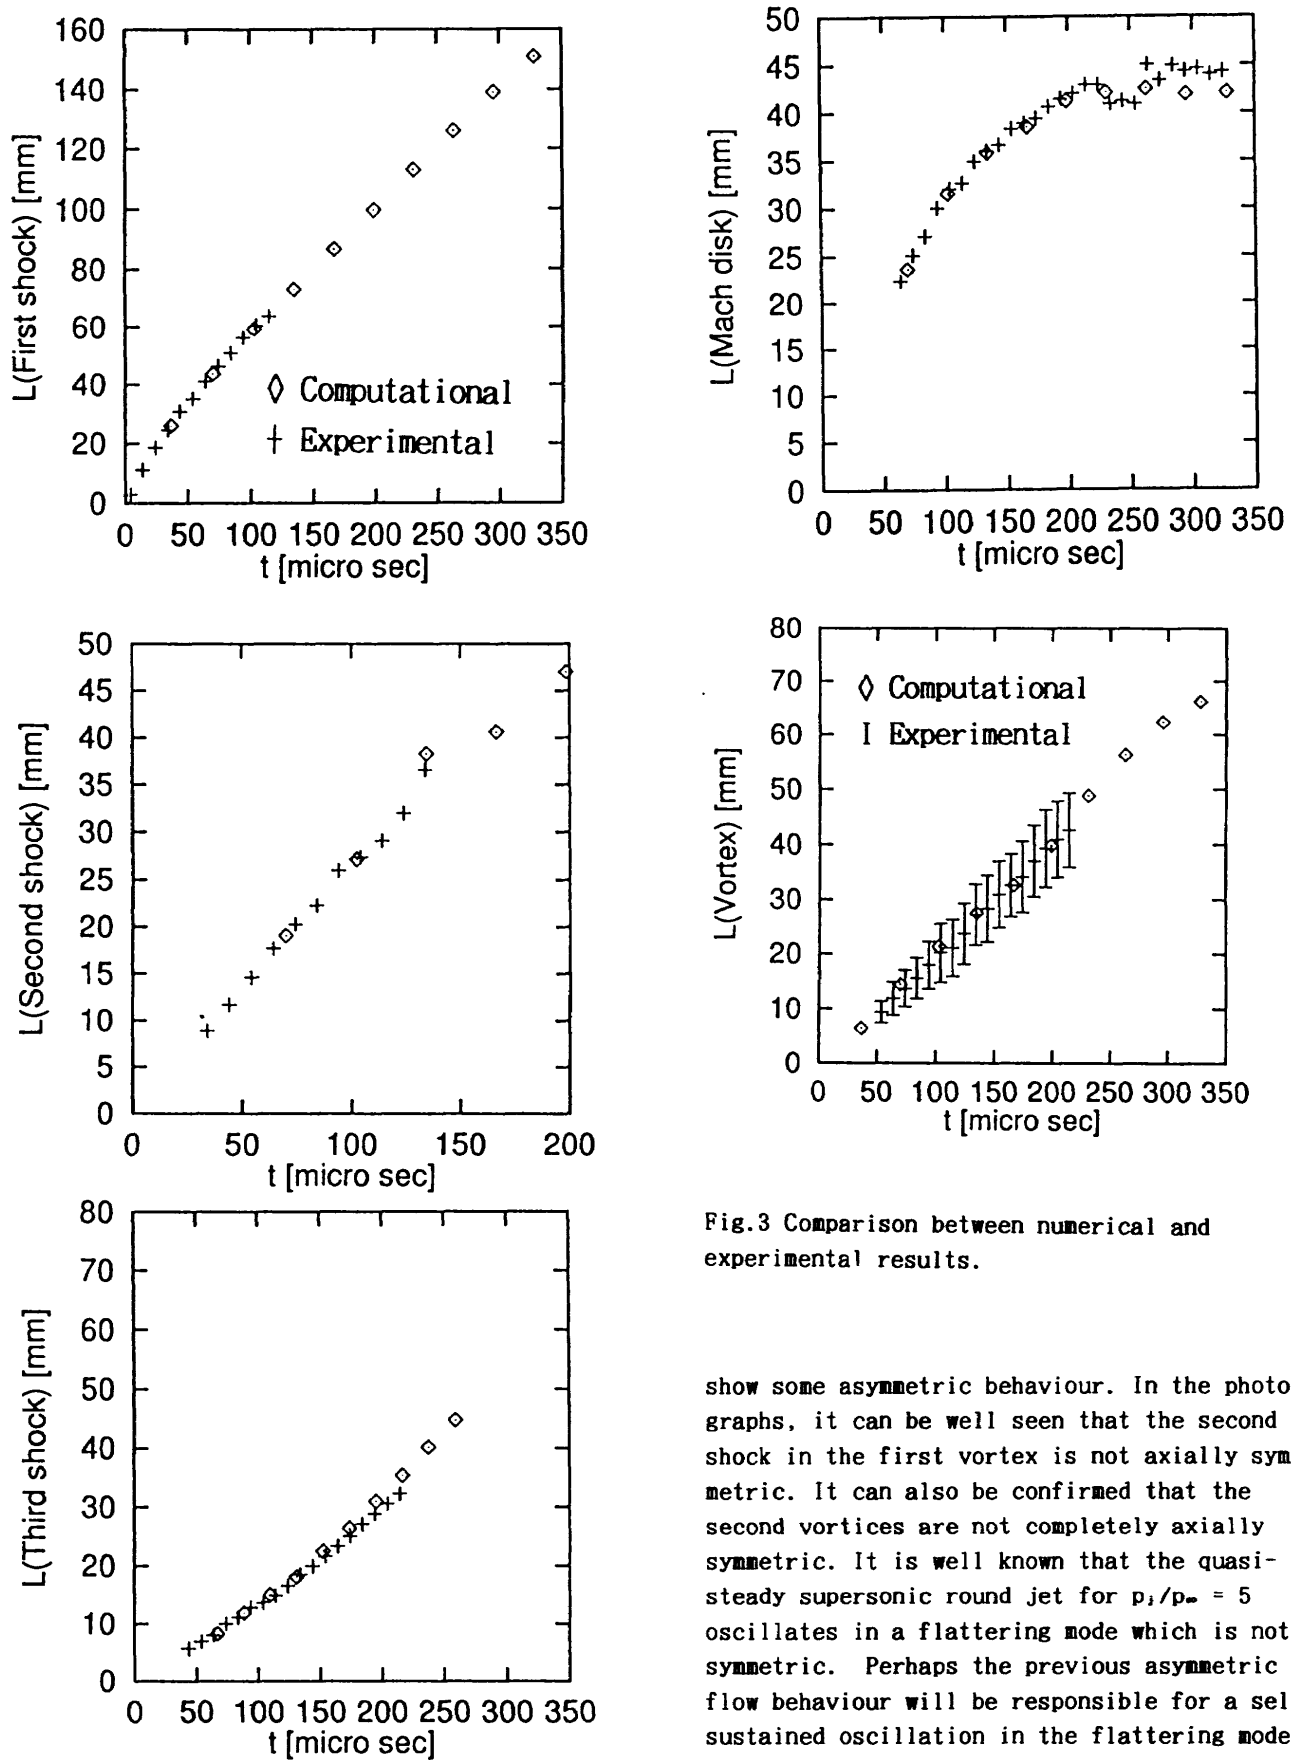 160
140
120
100
80
60
40
20
0
L(First shock) [mm]
◇ Computational
+ Experimental
0 50 100 150 200 250 300 350
t [micro sec]
50
45
40
35
30
25
20
15
10
5
0
L(Mach disk) [mm]
0 50 100 150 200 250 300 350
t [micro sec]
50
45
40
35
30
25
20
15
10
5
0
L(Second shock) [mm]
0 50 100 150 200
t [micro sec]
80
70
60
50
40
30
20
10
0
L(Vortex) [mm]
◇ Computational
I Experimental
0 50 100 150 200 250 300 350
t [micro sec]
80
70
60
50
40
30
20
10
0
L(Third shock) [mm]
0 50 100 150 200 250 300 350
t [micro sec]
Fig.3 Comparison between numerical and
experimental results.
show some asymmetric behaviour. In the photo
graphs, it can be well seen that the second
shock in the first vortex is not axially sym
metric. It can also be confirmed that the
second vortices are not completely axially
symmetric. It is well known that the quasi-
steady supersonic round jet for pⱼ/p∞ = 5
oscillates in a flattering mode which is not
symmetric. Perhaps the previous asymmetric
flow behaviour will be responsible for a sel
sustained oscillation in the flattering mode